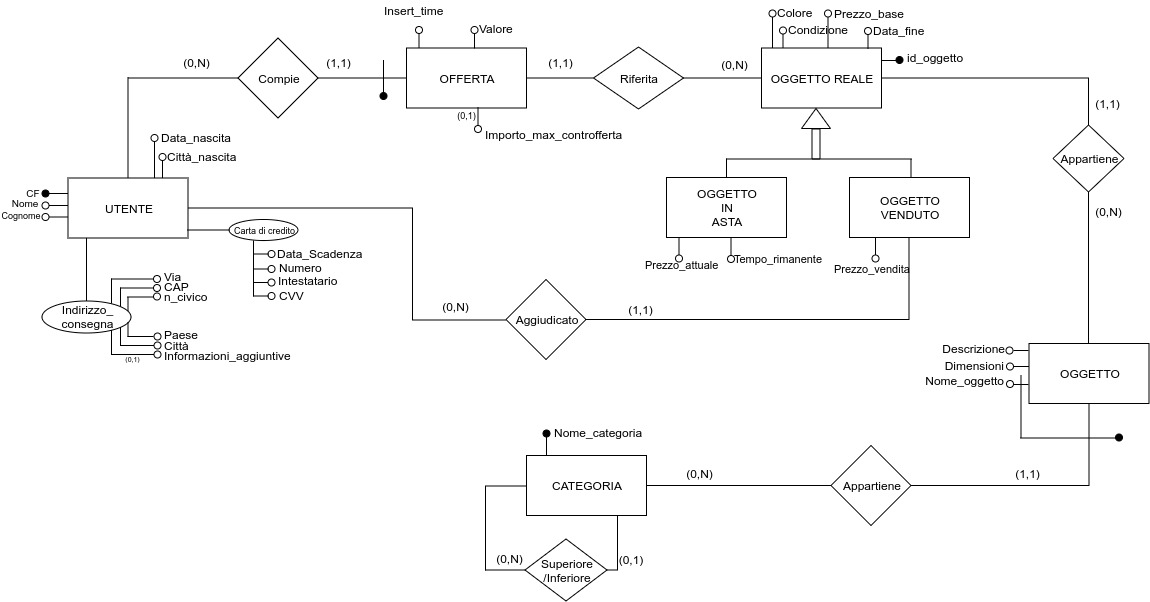 Insert_time
Valore
Colore
Prezzo_base
Condizione
Data_fine
id_oggetto
(0,N)
Compie
(1,1)
OFFERTA
(1,1)
Riferita
(0,N)
OGGETTO REALE
(0,1)
Importo_max_controfferta
(1,1)
Appartiene
(0,N)
Data_nascita
Città_nascita
CF
Nome
Cognome
UTENTE
OGGETTO
IN
ASTA
OGGETTO
VENDUTO
Prezzo_attuale
Tempo_rimanente
Prezzo_vendita
Carta di credito
Data_Scadenza
Numero
Intestatario
CVV
Via
CAP
n_civico
Indirizzo_
consegna
Paese
Città
(0,1)
Informazioni_aggiuntive
(0,N)
Aggiudicato
(1,1)
Descrizione
Dimensioni
Nome_oggetto
OGGETTO
Nome_categoria
CATEGORIA
(0,N)
Appartiene
(1,1)
(0,N)
Superiore
/Inferiore
(0,1)